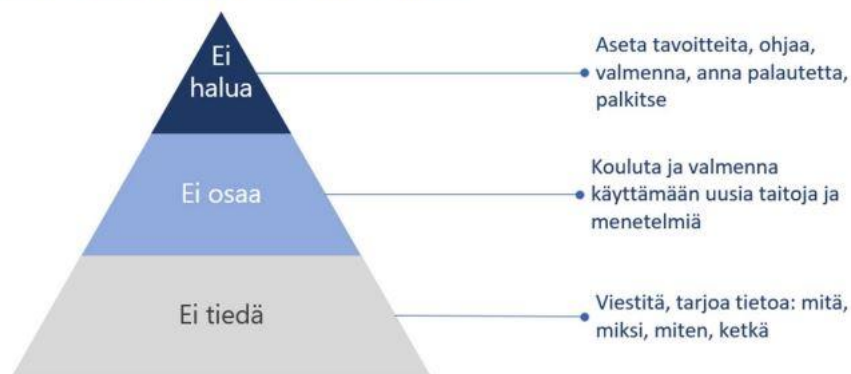 Ei
halua
Aseta tavoitteita, ohjaa,
valmenna, anna palautetta,
palkitse
Ei osaa
Kouluta ja valmenna
käyttämään uusia taitoja ja
menetelmiä
Ei tiedä
Viestitä, tarjoa tietoa: mitä,
miksi, miten, ketkä